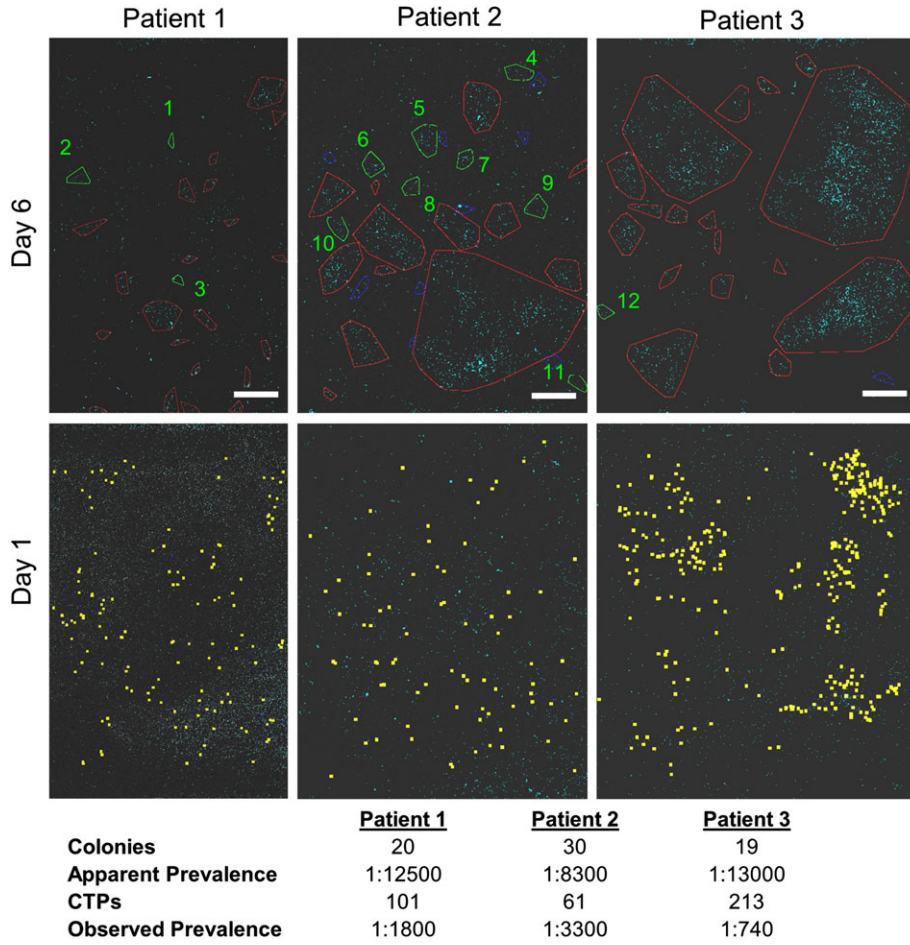 Patient 1 Patient 2 Patient 3
Day 6
1
2
3
4
5
6
7
8
9
10
11
12
Day 1
Patient 1 Patient 2 Patient 3
Colonies 20 30 19
Apparent Prevalence 1:12500 1:8300 1:13000
CTPs 101 61 213
Observed Prevalence 1:1800 1:3300 1:740